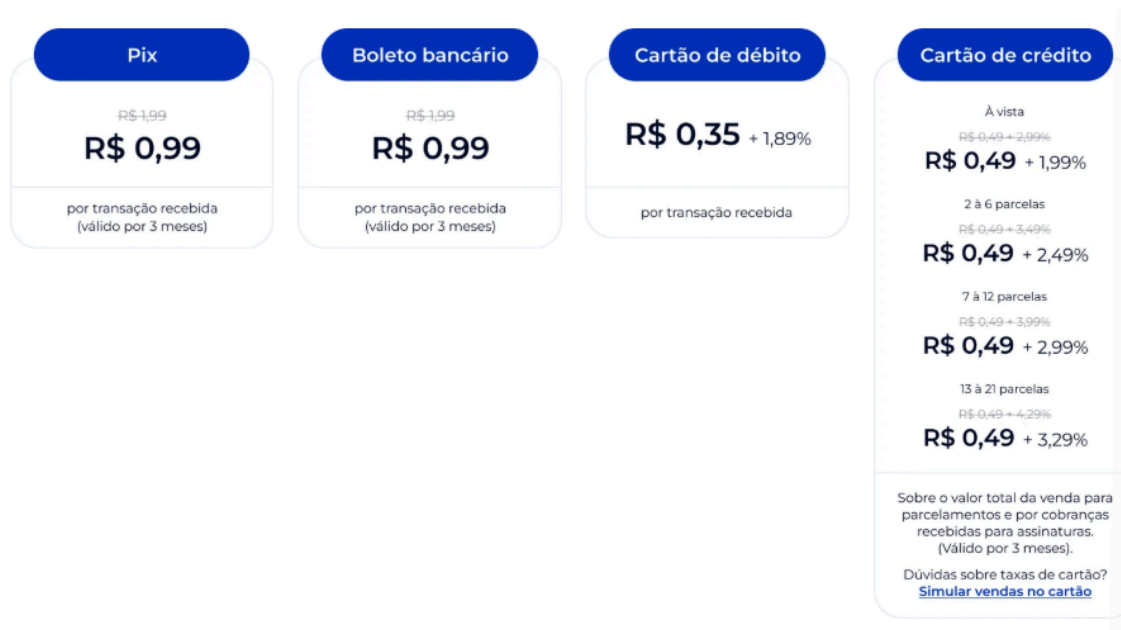 Pix
R$ 1,99
R$ 0,99
por transação recebida
(válido por 3 meses)
Boleto bancário
R$ 1,99
R$ 0,99
por transação recebida
(válido por 3 meses)
Cartão de débito
R$ 0,35 + 1,89%
por transação recebida
Cartão de crédito
À vista
R$ 0,49 + 2,99%
R$ 0,49 + 1,99%
2 à 6 parcelas
R$ 0,49 + 3,49%
R$ 0,49 + 2,49%
7 à 12 parcelas
R$ 0,49 + 3,99%
R$ 0,49 + 2,99%
13 à 21 parcelas
R$ 0,49 + 4,29%
R$ 0,49 + 3,29%
Sobre o valor total da venda para
parcelamentos e por cobranças
recebidas para assinaturas.
(Válido por 3 meses).
Dúvidas sobre taxas de cartão?
Simular vendas no cartão